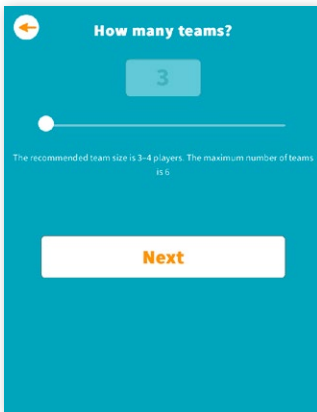 How many teams?
3
The recommended team size is 3-4 players. The maximum number of teams
is 6
Next